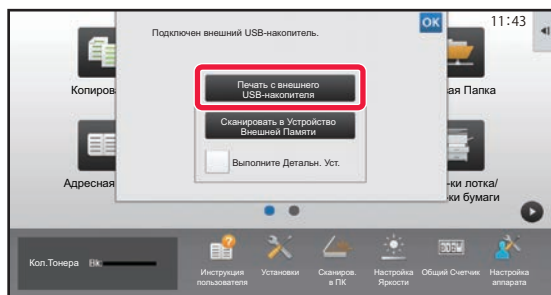 11:43
Подключен внешний USB-накопитель.
OK
Печать с внешнего
USB-накопителя
Сканировать в Устройство
Внешней Памяти
Выполните Детальн. Уст.
Копиров
ая Папка
Адресная
-ки лотка/
ки бумаги
Кол.Тонера Bk
Инструкция
пользователя
Установки
Сканиров.
в ПК
Настройка
Яркости
Общий Счетчик
Настройка
аппарата